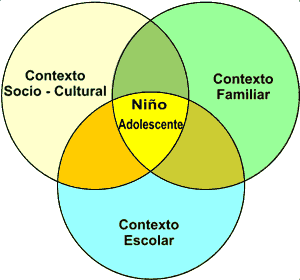 Contexto
Socio - Cultural
Contexto
Familiar
Niño
Adolescente
Contexto
Escolar